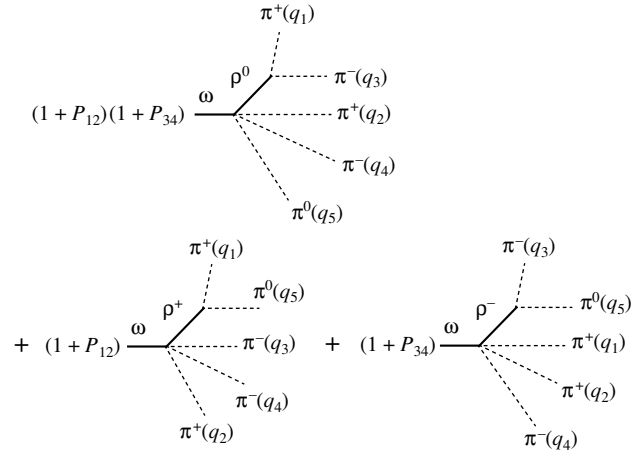 π⁺(q₁)
ρ⁰ π⁻(q₃)
(1 + P₁₂)(1 + P₃₄) ω π⁺(q₂)
π⁻(q₄)
π⁰(q₅)
π⁺(q₁) π⁻(q₃)
ρ⁺ π⁰(q₅) ρ⁻ π⁰(q₅)
+ (1 + P₁₂) ω π⁻(q₃) + (1 + P₃₄) ω π⁺(q₁)
π⁻(q₄) π⁺(q₂)
π⁺(q₂) π⁻(q₄)